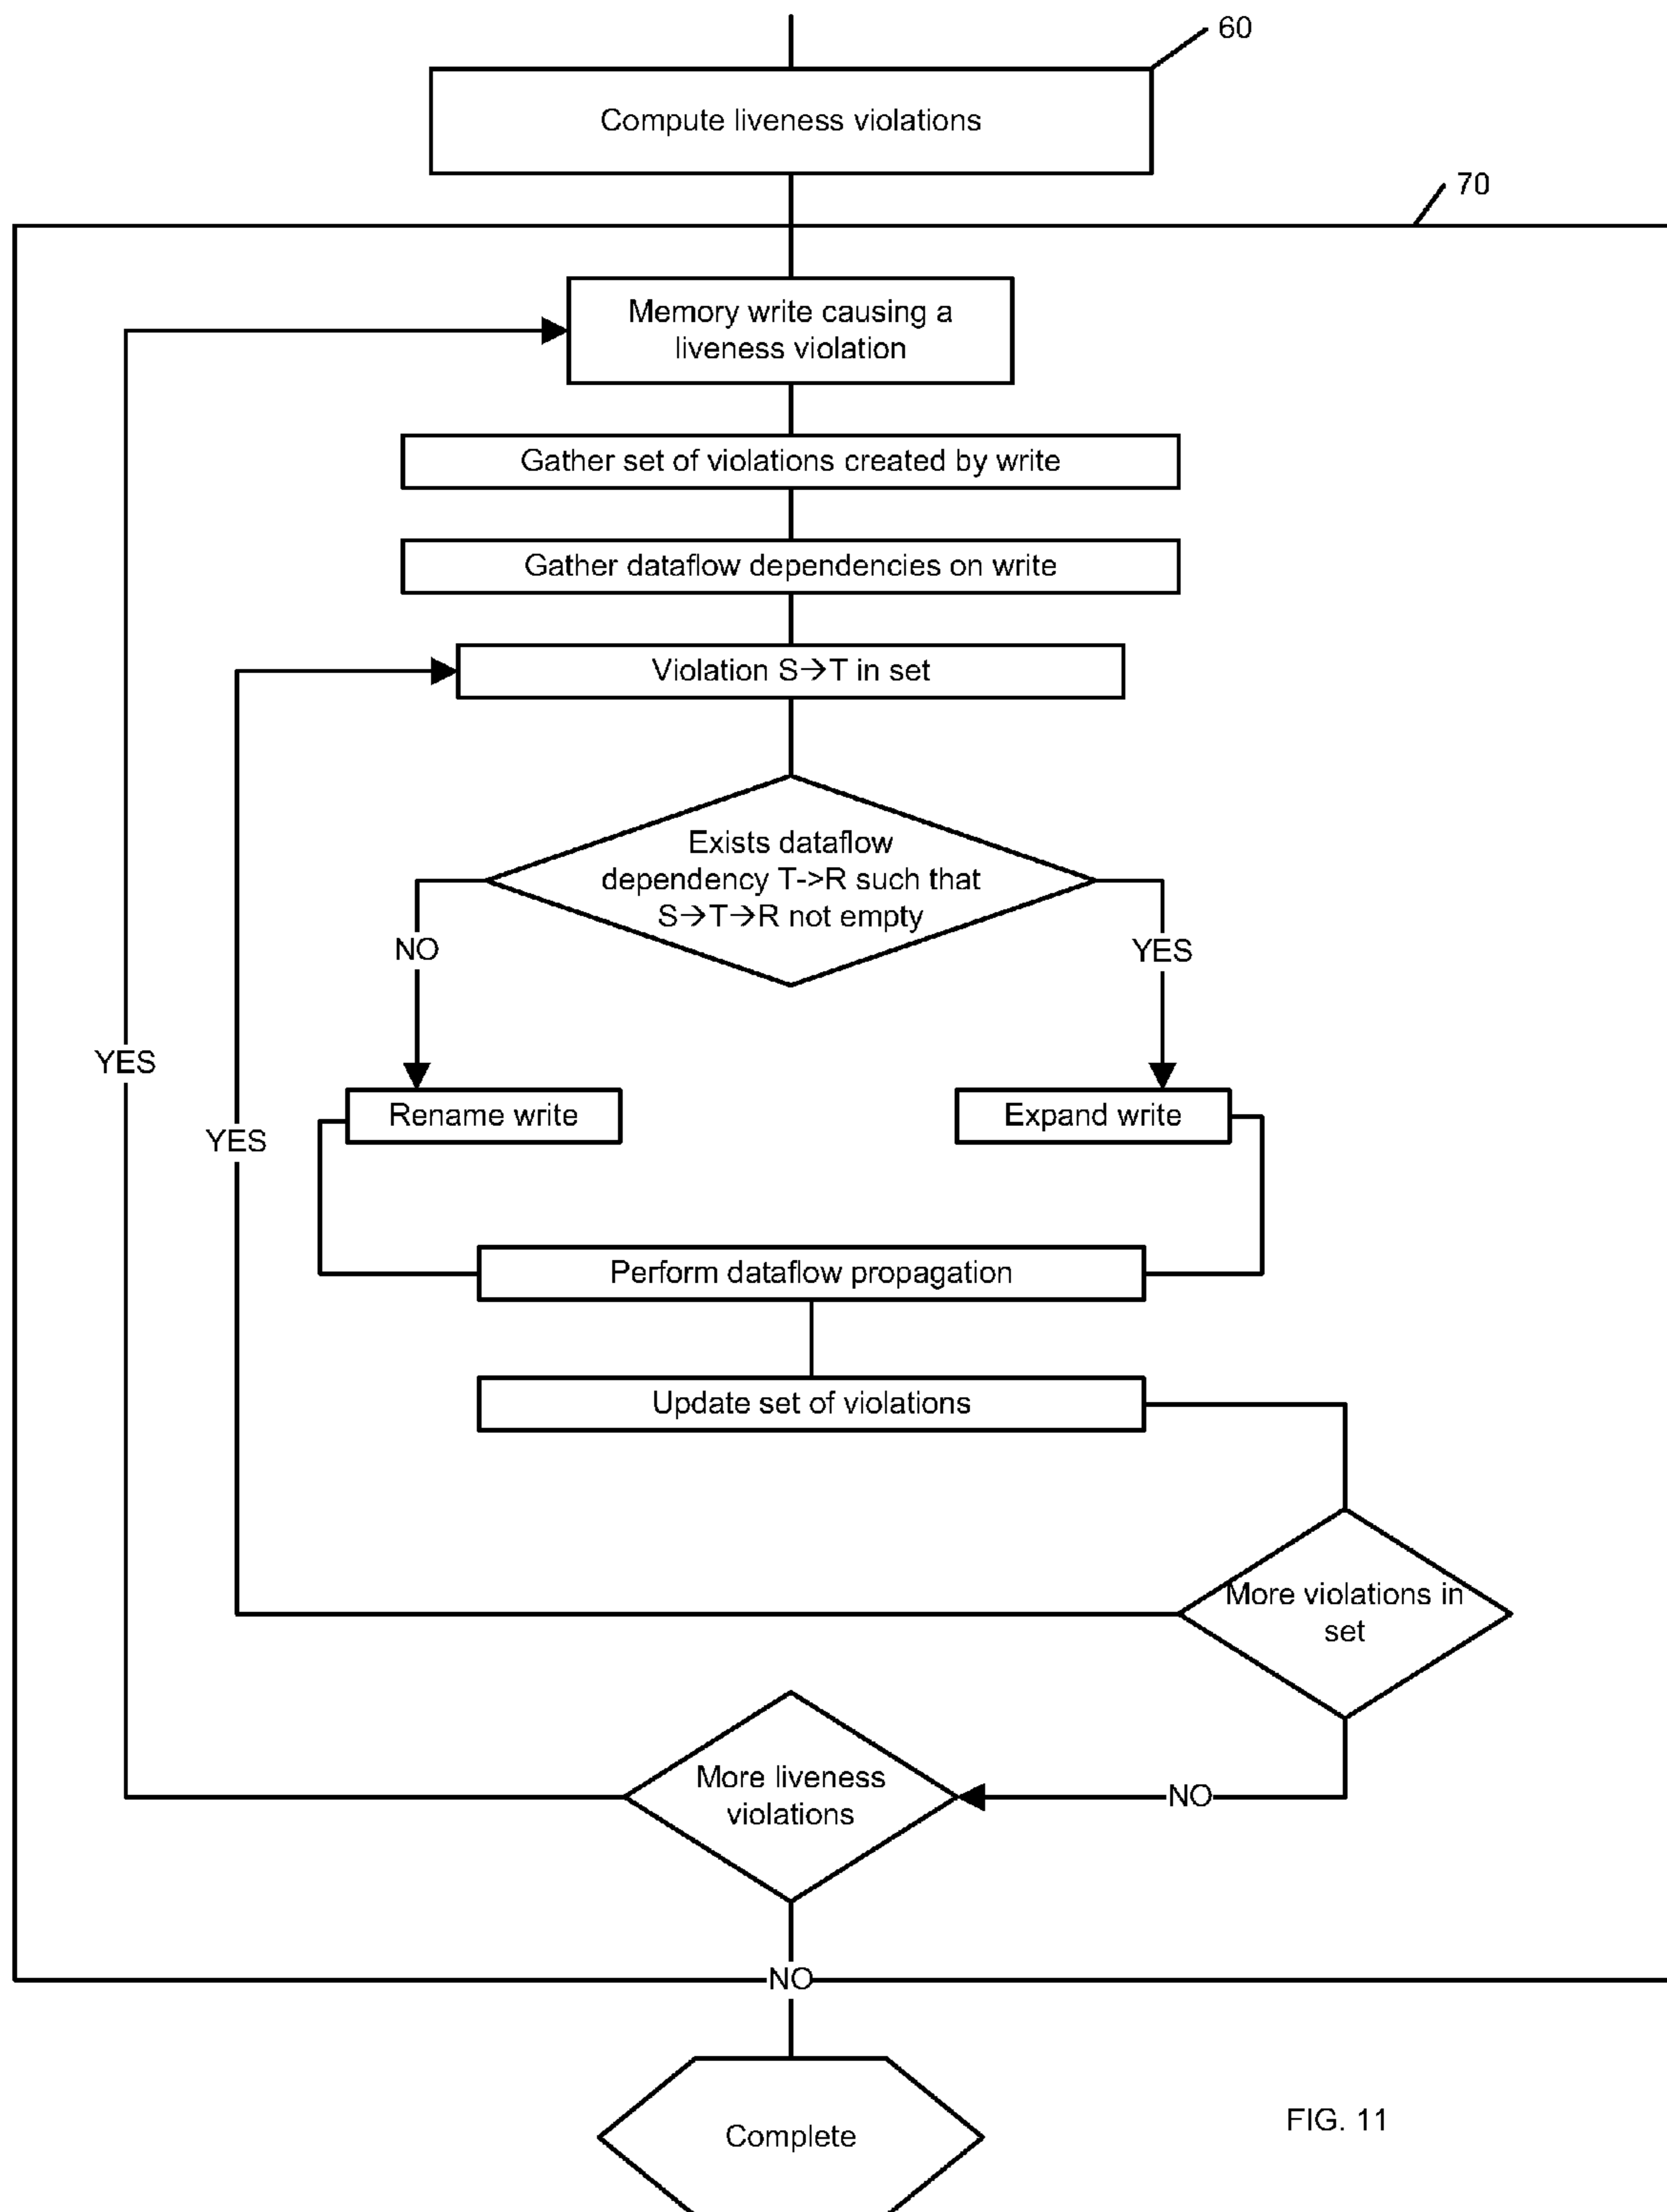 60
Compute liveness violations
70
Memory write causing a
liveness violation
Gather set of violations created by write
Gather dataflow dependencies on write
Violation S→T in set
Exists dataflow
dependency T->R such that
S→T→R not empty
NO
YES
YES
YES
Rename write
Expand write
Perform dataflow propagation
Update set of violations
More violations in
set
More liveness
violations
NO
NO
Complete
FIG. 11